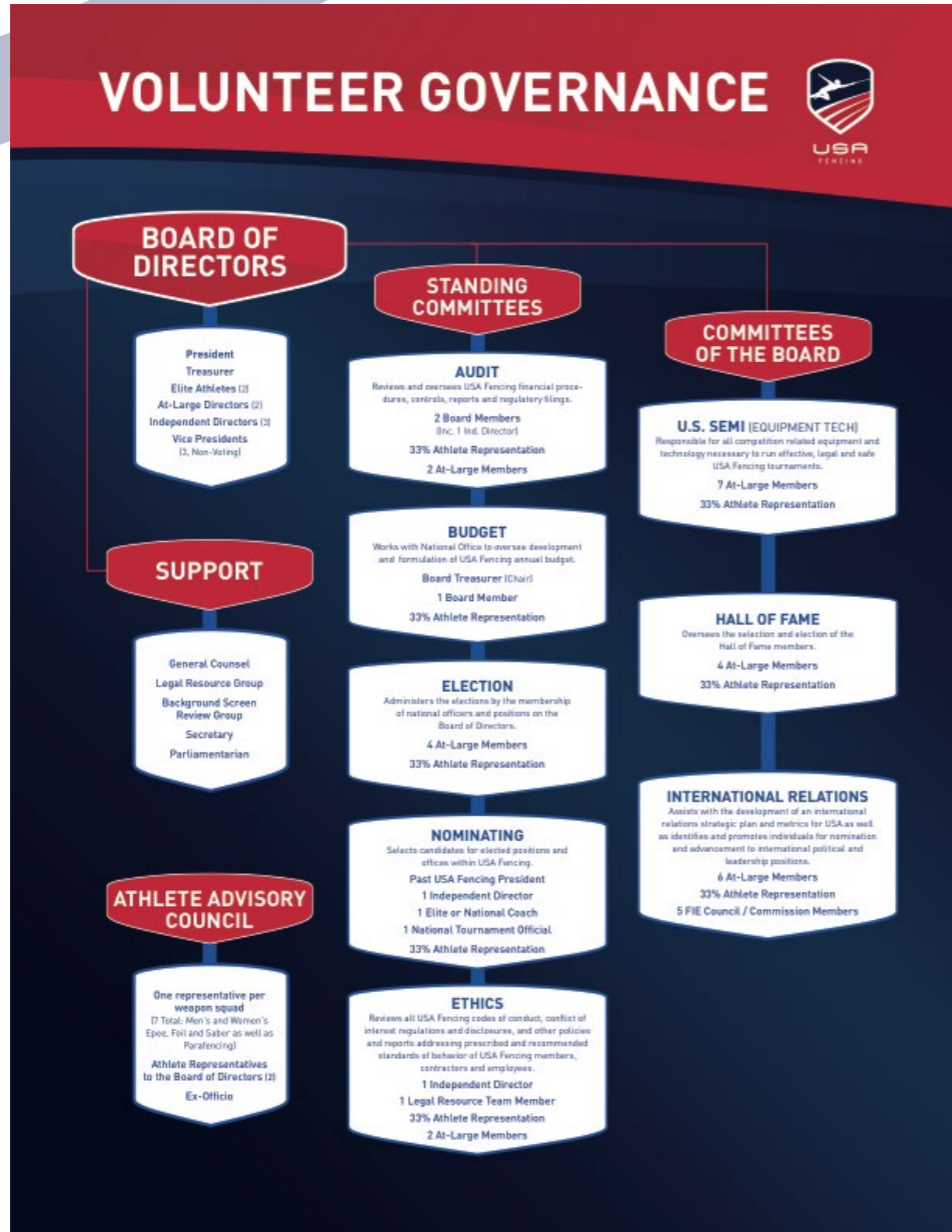 VOLUNTEER GOVERNANCE
USA
FENCING
BOARD OF
DIRECTORS
President
Treasurer
Elite Athletes (2)
At-Large Directors (2)
Independent Directors (3)
Vice Presidents
(3, Non-Voting)
SUPPORT
General Counsel
Legal Resource Group
Background Screen
Review Group
Secretary
Parliamentarian
ATHLETE ADVISORY
COUNCIL
One representative per
weapon squad
(7 Total: Men's and Women's
Epee, Foil and Saber as well as
Parafencing)
Athlete Representatives
to the Board of Directors (2)
Ex-Officio
STANDING
COMMITTEES
AUDIT
Reviews and oversees USA Fencing financial proce-
dures, controls, reports and regulatory filings.
2 Board Members
(Inc. 1 Ind. Director)
33% Athlete Representation
2 At-Large Members
BUDGET
Works with National Office to oversee development
and formulation of USA Fencing annual budget.
Board Treasurer (Chair)
1 Board Member
33% Athlete Representation
ELECTION
Administers the elections by the membership
of national officers and positions on the
Board of Directors.
4 At-Large Members
33% Athlete Representation
NOMINATING
Selects candidates for elected positions and
offices within USA Fencing.
Past USA Fencing President
1 Independent Director
1 Elite or National Coach
1 National Tournament Official
33% Athlete Representation
ETHICS
Reviews all USA Fencing codes of conduct, conflict of
interest regulations and disclosures, and other policies
and reports addressing prescribed and recommended
standards of behavior of USA Fencing members,
contractors and employees.
1 Independent Director
1 Legal Resource Team Member
33% Athlete Representation
2 At-Large Members
COMMITTEES
OF THE BOARD
U.S. SEMI (EQUIPMENT TECH)
Responsible for all competition related equipment and
technology necessary to run effective, legal and safe
USA Fencing tournaments.
7 At-Large Members
33% Athlete Representation
HALL OF FAME
Oversees the selection and election of the
Hall of Fame members.
4 At-Large Members
33% Athlete Representation
INTERNATIONAL RELATIONS
Assists with the development of an international
relations strategic plan and metrics for USA as well
as identifies and promotes individuals for nomination
and advancement to international political and
leadership positions.
6 At-Large Members
33% Athlete Representation
5 FIE Council / Commission Members